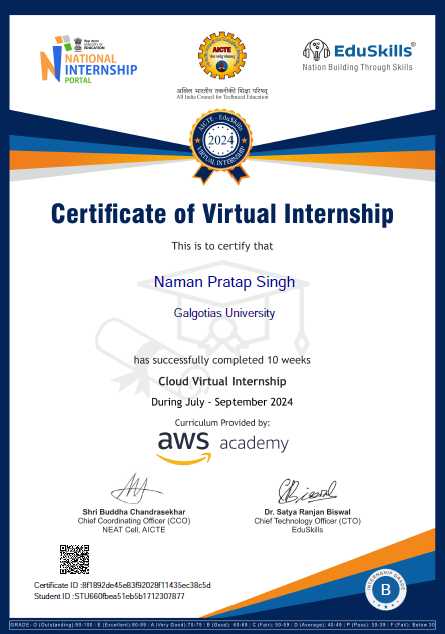 शिक्षा मंत्रालय
MINISTRY OF
EDUCATION
NATIONAL
INTERNSHIP
PORTAL
AICTE
अखिल भारतीय तकनीकी शिक्षा परिषद्
All India Council for Technical Education
EduSkills®
Nation Building Through Skills
AICTE - EduSkills
2024
VIRTUAL INTERNSHIP
Certificate of Virtual Internship
This is to certify that
Naman Pratap Singh
Galgotias University
has successfully completed 10 weeks
Cloud Virtual Internship
During July - September 2024
Curriculum Provided by:
aws academy
Shri Buddha Chandrasekhar
Chief Coordinating Officer (CCO)
NEAT Cell, AICTE
Dr. Satya Ranjan Biswal
Chief Technology Officer (CTO)
EduSkills
Certificate ID :8f1892de45e83f92028f11435ec38c5d
Student ID :STU660fbea51eb5b1712307877
INTERNSHIP GRADE
B
GRADE:- O (Outstanding):90-100 | E (Excellent):80-89 | A (Very Good):70-79 | B (Good): 60-69 | C (Fair): 50-59 | D (Average): 40-49 | P (Pass): 30-39 | F (Fail): Below 30